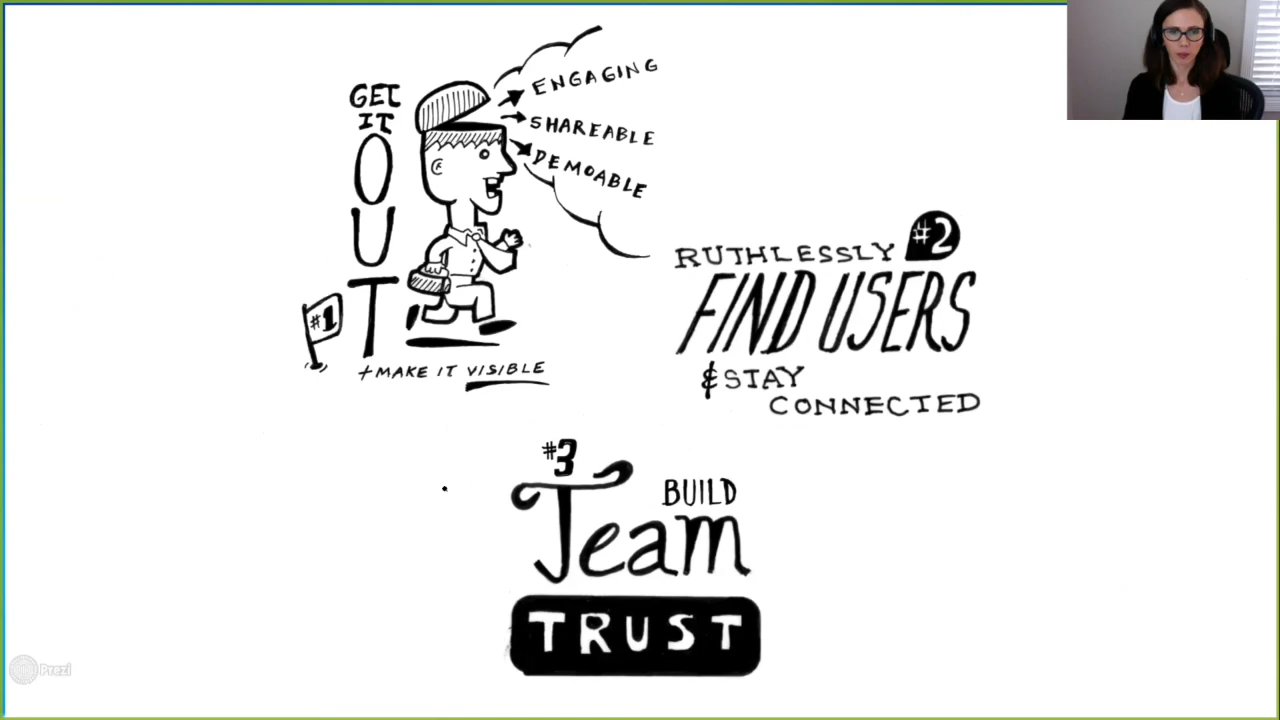 GET
IT
OUT
#1
+MAKE IT VISIBLE
ENGAGING
SHAREABLE
DEMOABLE
#2
RUTHLESSLY
FIND USERS
& STAY
CONNECTED
#3
BUILD
Team
TRUST
Prezi